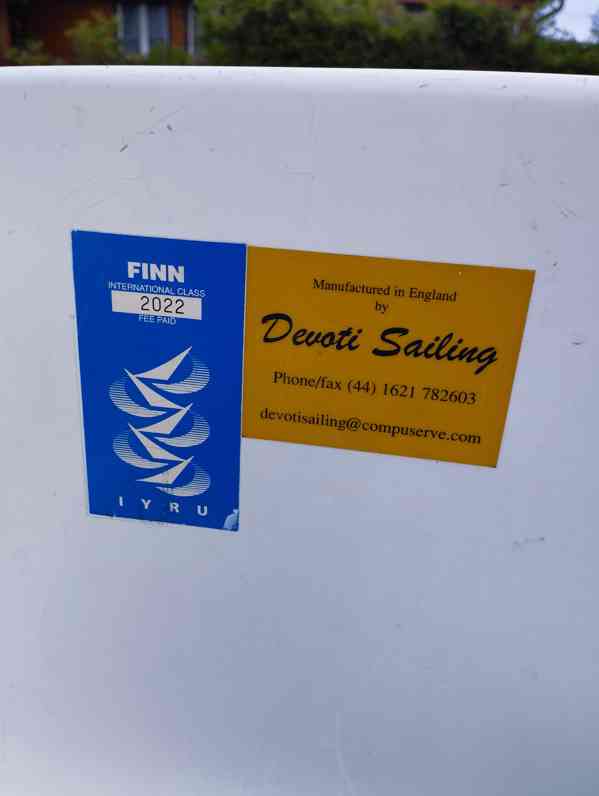 FINN
INTERNATIONAL CLASS
2022
FEE PAID
I Y R U
Manufactured in England
by
Devoti Sailing
Phone/fax (44) 1621 782603
devotisailing@compuserve.com